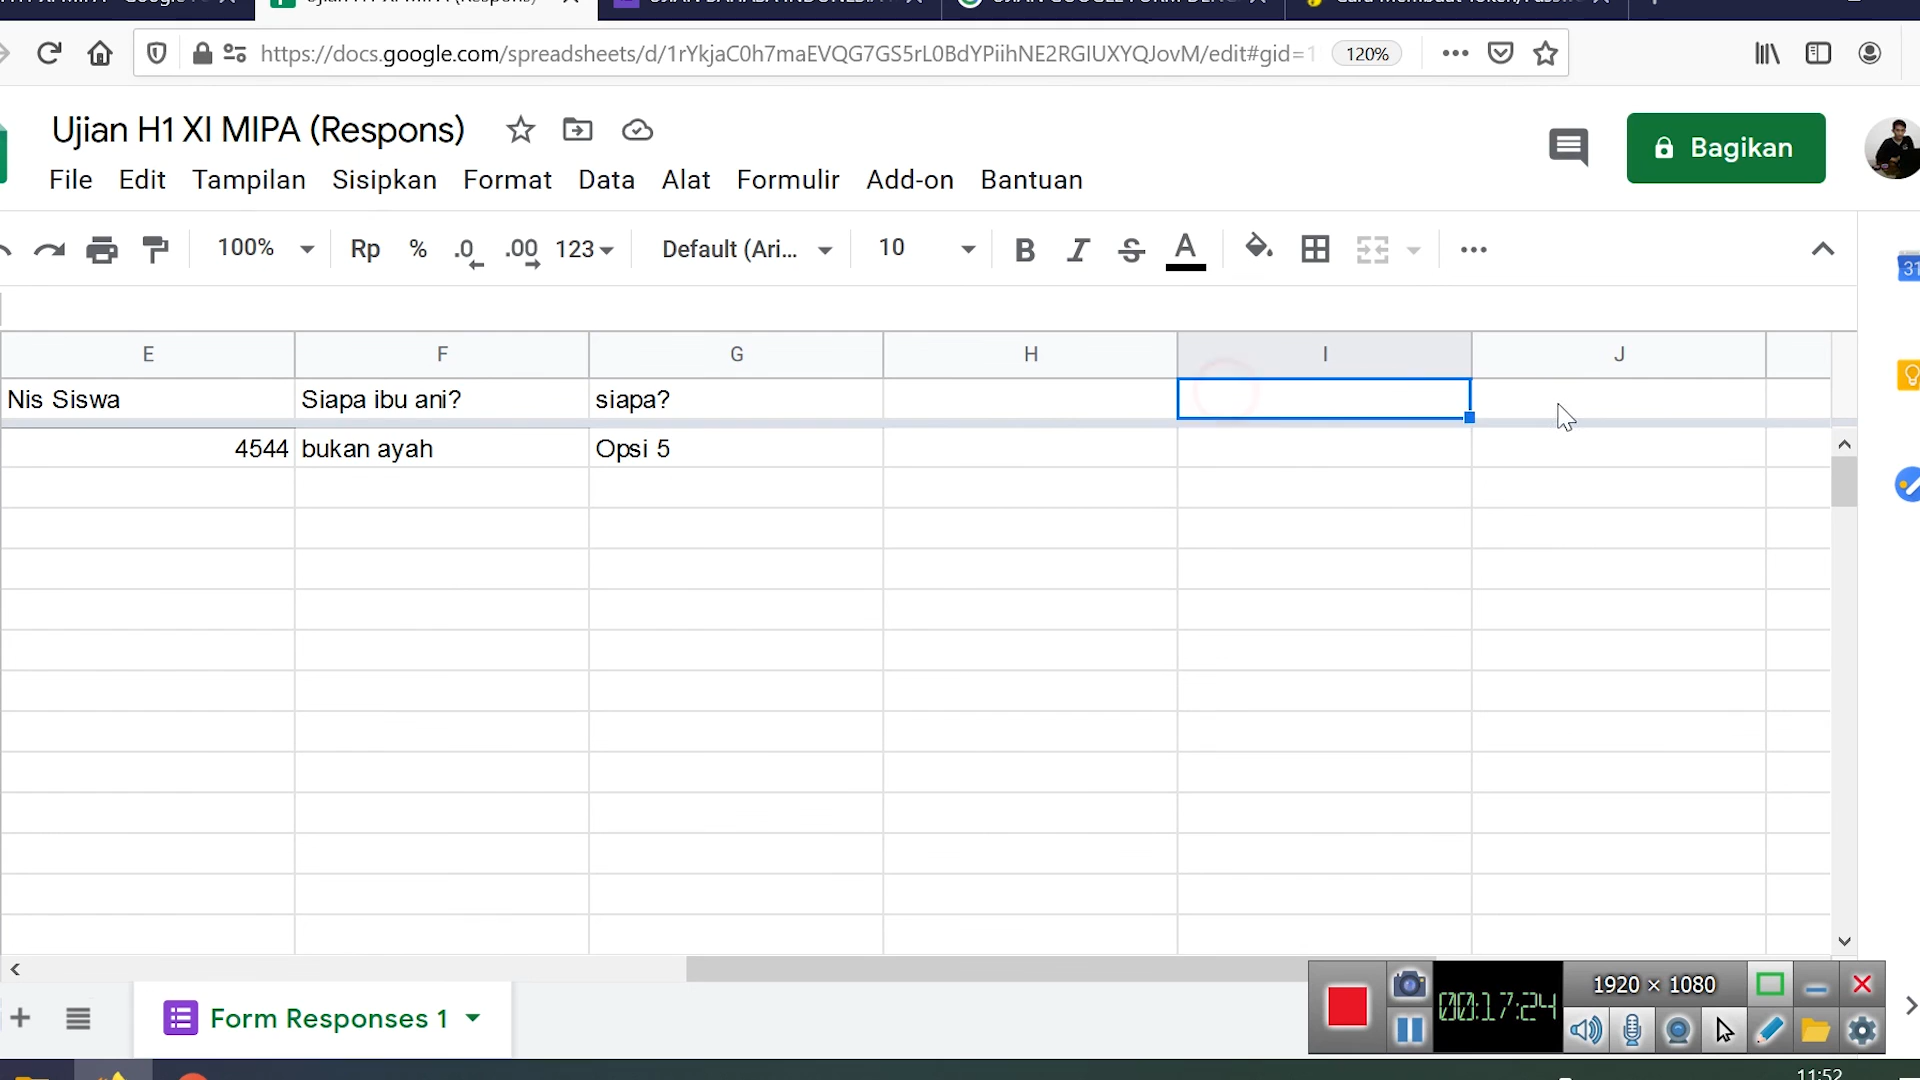 https://docs.google.com/spreadsheets/d/1rYkjaC0h7maEVQG7GS5rL0BdYPiihNE2RGIUXYQJovM/edit#gid=1 120%
Ujian H1 XI MIPA (Respons)
Bagikan
File Edit Tampilan Sisipkan Format Data Alat Formulir Add-on Bantuan
100% Rp % .0 .00 123 Default (Ari... 10 B I S A
31
E F G H I J
Nis Siswa Siapa ibu ani? siapa?
4544 bukan ayah Opsi 5
Form Responses 1
00:17:24 1920 × 1080
11:52